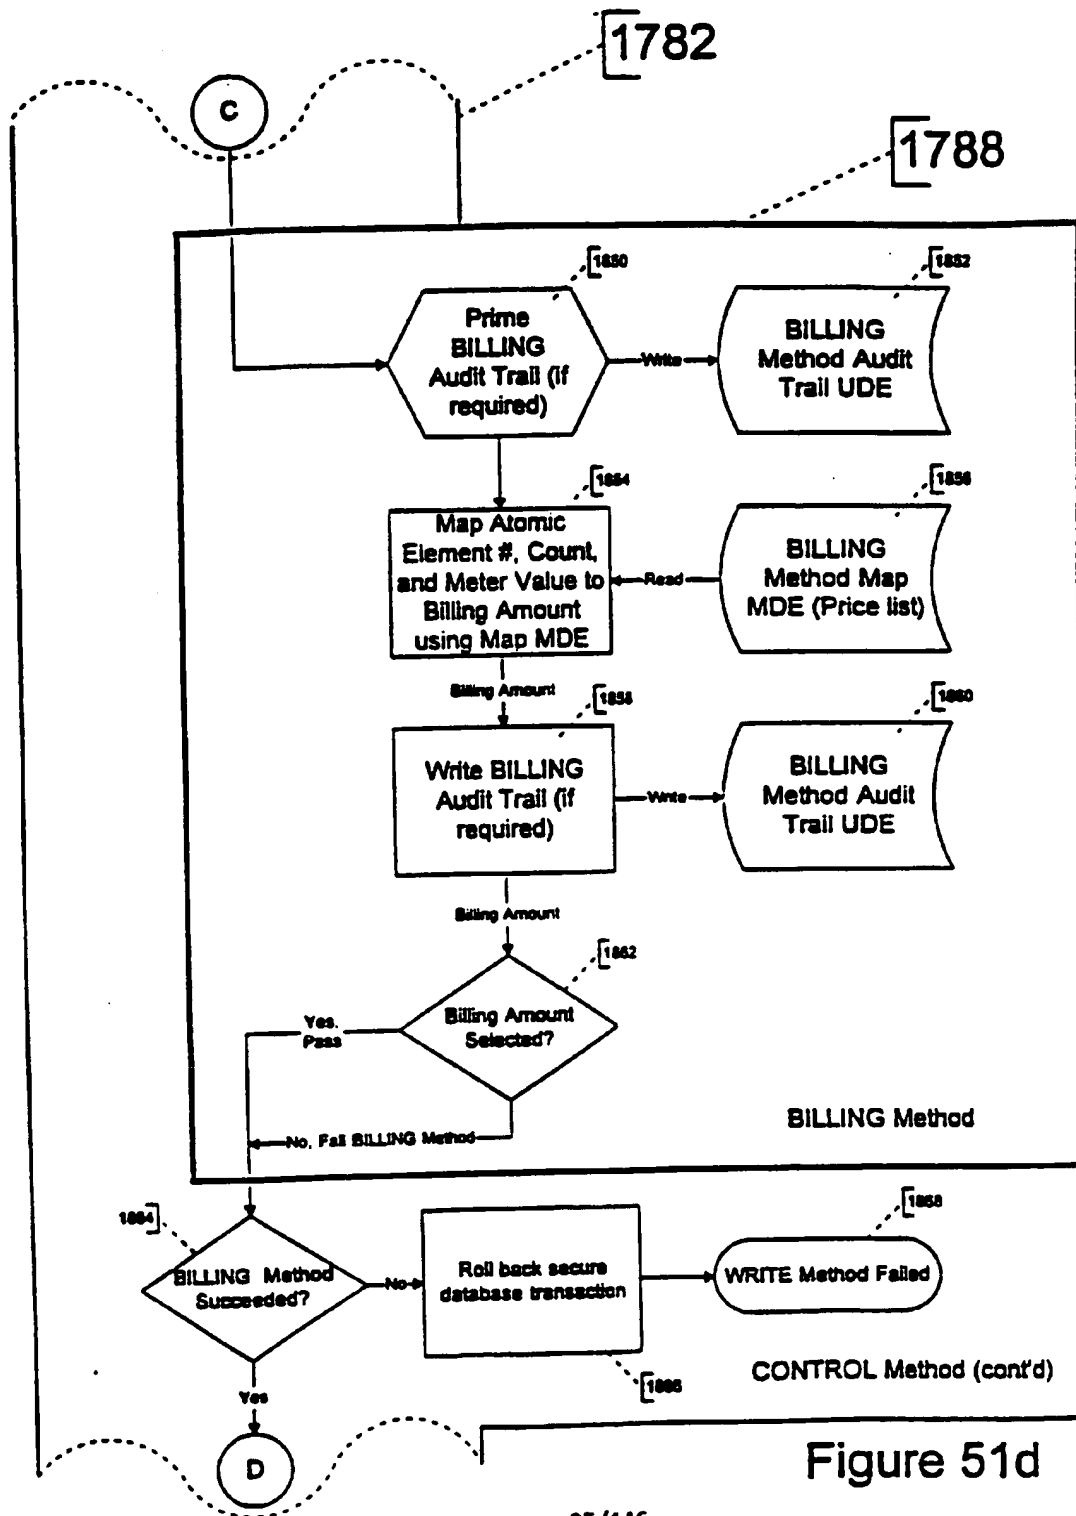 1782
C
1788
1850
1852
Prime
BILLING
Audit Trail (if
required)
Write
BILLING
Method Audit
Trail UDE
1854
1856
Map Atomic
Element #, Count,
and Meter Value to
Billing Amount
using Map MDE
Read
BILLING
Method Map
MDE (Price list)
Billing Amount
1858
1860
Write BILLING
Audit Trail (if
required)
Write
BILLING
Method Audit
Trail UDE
Billing Amount
1862
Billing Amount
Selected?
Yes,
Pass
No, Fail BILLING Method
BILLING Method
1864
1868
BILLING Method
Succeeded?
No
Roll back secure
database transaction
WRITE Method Failed
1866
CONTROL Method (cont'd)
Yes
D
Figure 51d